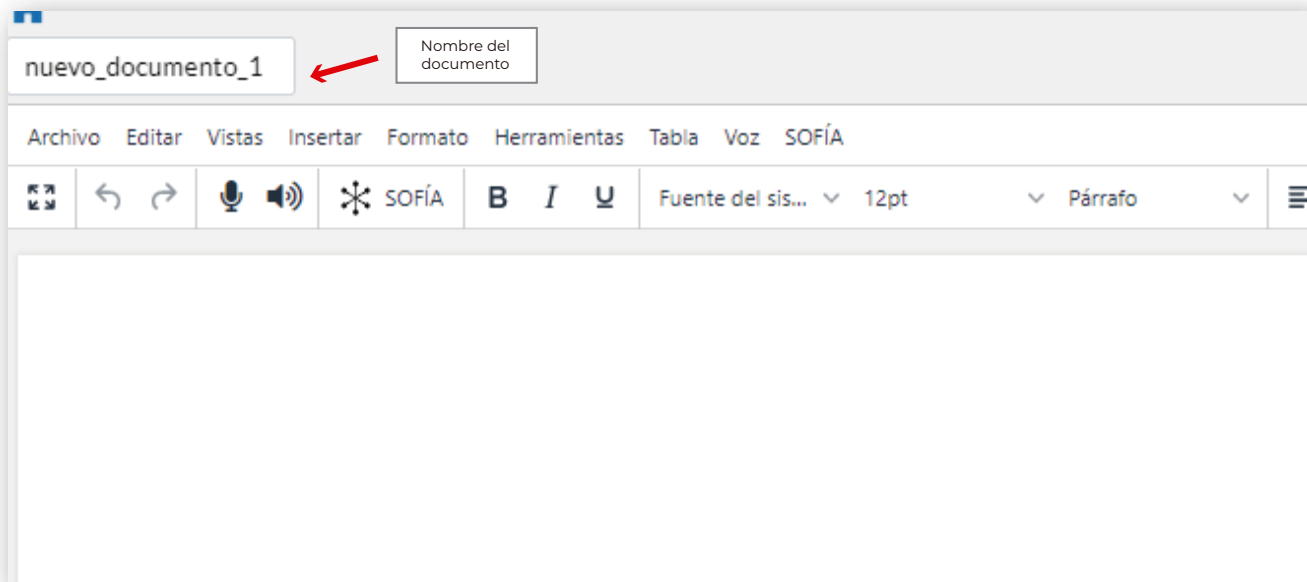 nuevo_documento_1
Nombre del
documento
Archivo Editar Vistas Insertar Formato Herramientas Tabla Voz SOFÍA
SOFÍA B I U Fuente del sis... 12pt Párrafo